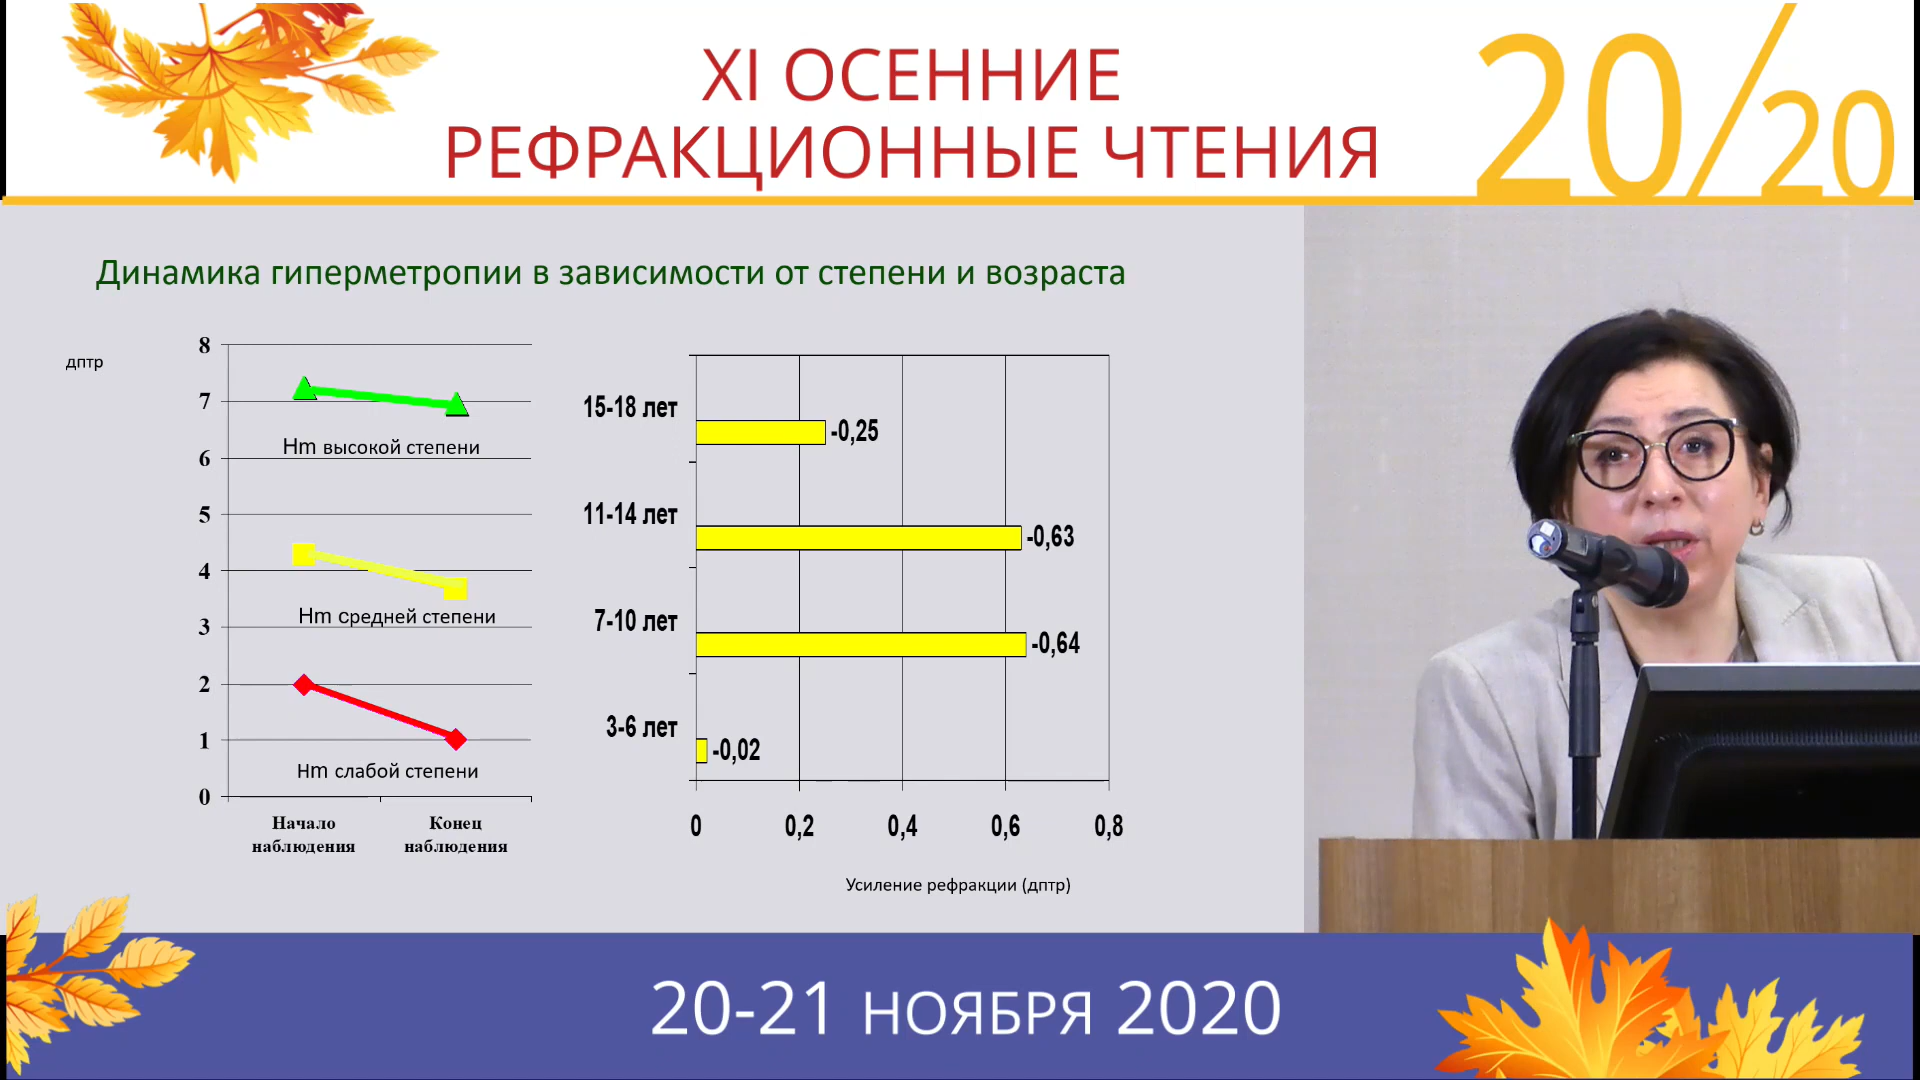 XI ОСЕННИЕ
РЕФРАКЦИОННЫЕ ЧТЕНИЯ
20/20
Динамика гиперметропии в зависимости от степени и возраста
дптр
8
7
6
5
4
3
2
1
0
Hm высокой степени
Hm средней степени
Hm слабой степени
Начало
наблюдения
Конец
наблюдения
15-18 лет
-0,25
11-14 лет
-0,63
7-10 лет
-0,64
3-6 лет
-0,02
0 0,2 0,4 0,6 0,8
Усиление рефракции (дптр)
20-21 НОЯБРЯ 2020